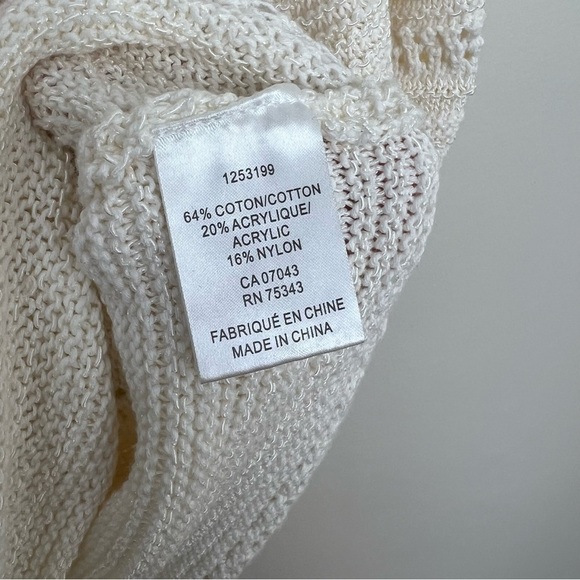 1253199
64% COTON/COTTON
20% ACRYLIQUE/
ACRYLIC
16% NYLON
CA 07043
RN 75343
FABRIQUÉ EN CHINE
MADE IN CHINA